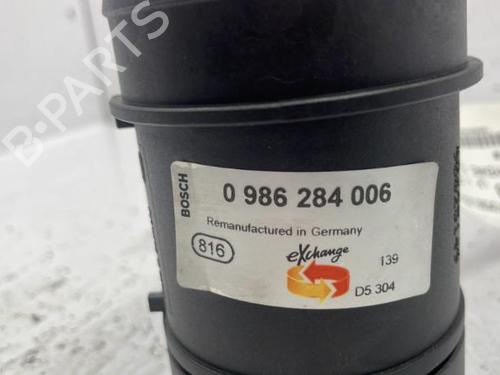 B-PARTS
BOSCH
0 986 284 006
Remanufactured in Germany
816
eXchange
139
D5 304